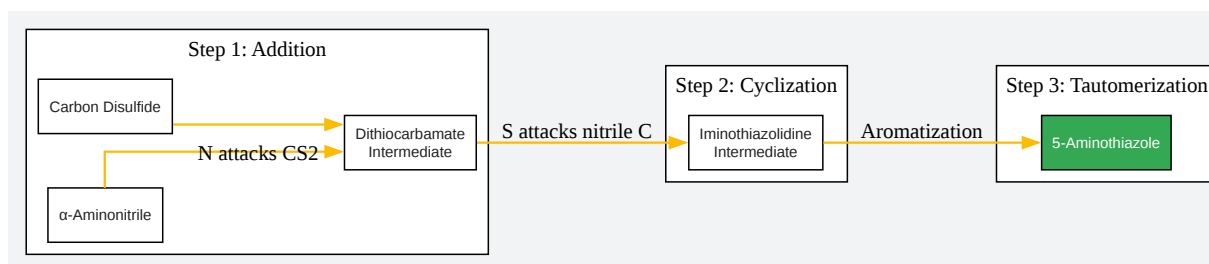 Step 1: Addition
Carbon Disulfide
N attacks CS2
α-Aminonitrile
Dithiocarbamate
Intermediate
S attacks nitrile C
Step 2: Cyclization
Iminothiazolidine
Intermediate
Aromatization
Step 3: Tautomerization
5-Aminothiazole